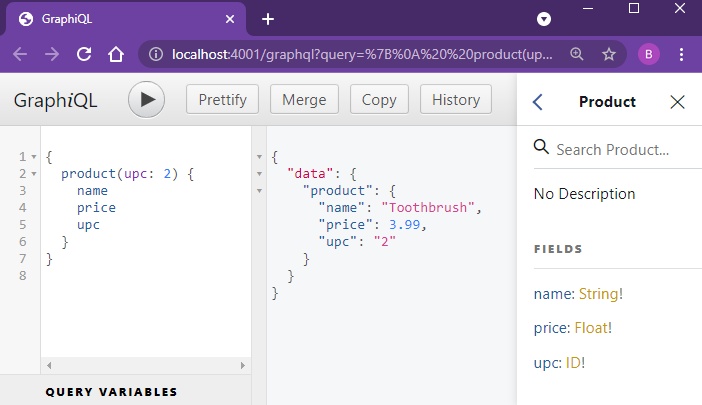 GraphiQL
localhost:4001/graphql?query=%7B%0A%20%20product(up...
B
GraphiQL
Prettify
Merge
Copy
History
1 {
2 product(upc: 2) {
3 name
4 price
5 upc
6 }
7 }
8
QUERY VARIABLES
{
"data": {
"product": {
"name": "Toothbrush",
"price": 3.99,
"upc": "2"
}
}
}
Product
Search Product...
No Description
FIELDS
name: String!
price: Float!
upc: ID!